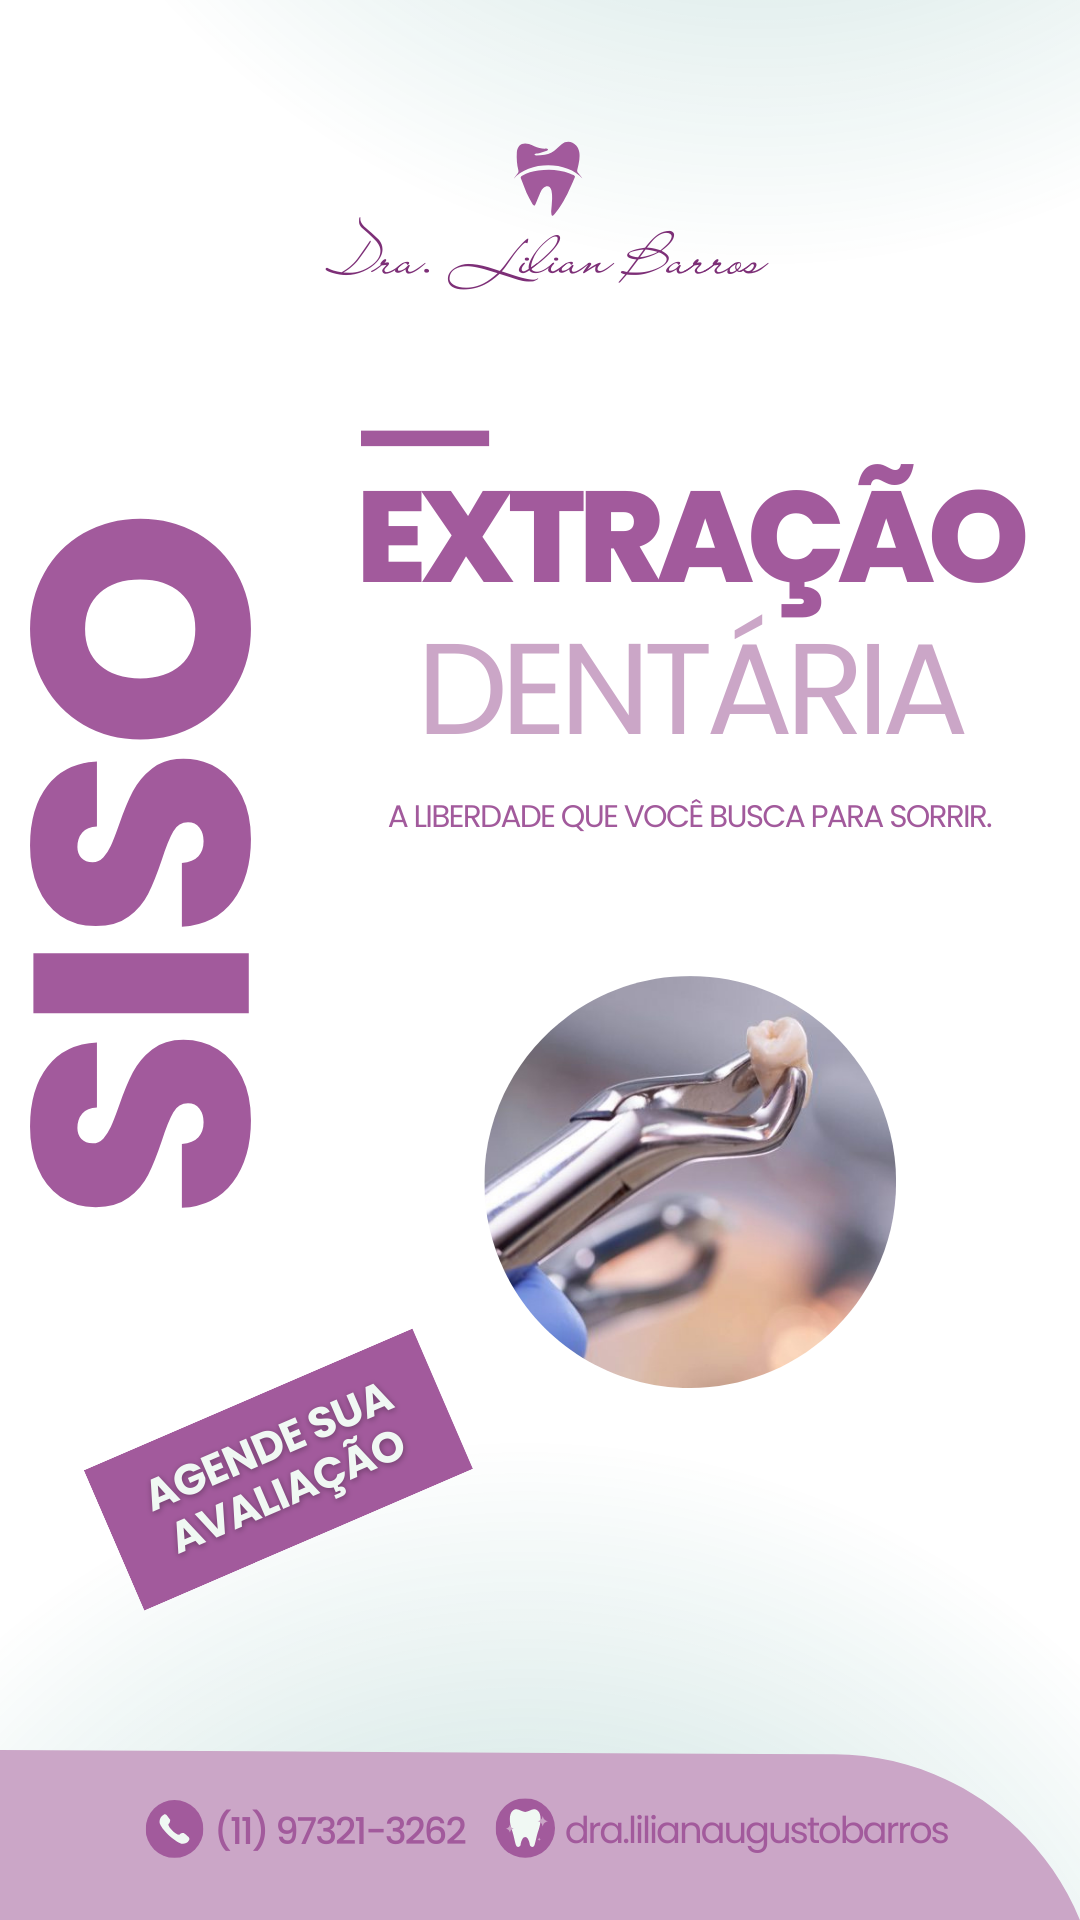 Dra. Lilian Barros
EXTRAÇÃO
DENTÁRIA
A LIBERDADE QUE VOCÊ BUSCA PARA SORRIR.
SISO
AGENDE SUA
AVALIAÇÃO
(11) 97321-3262
dra.lilianaugustobarros